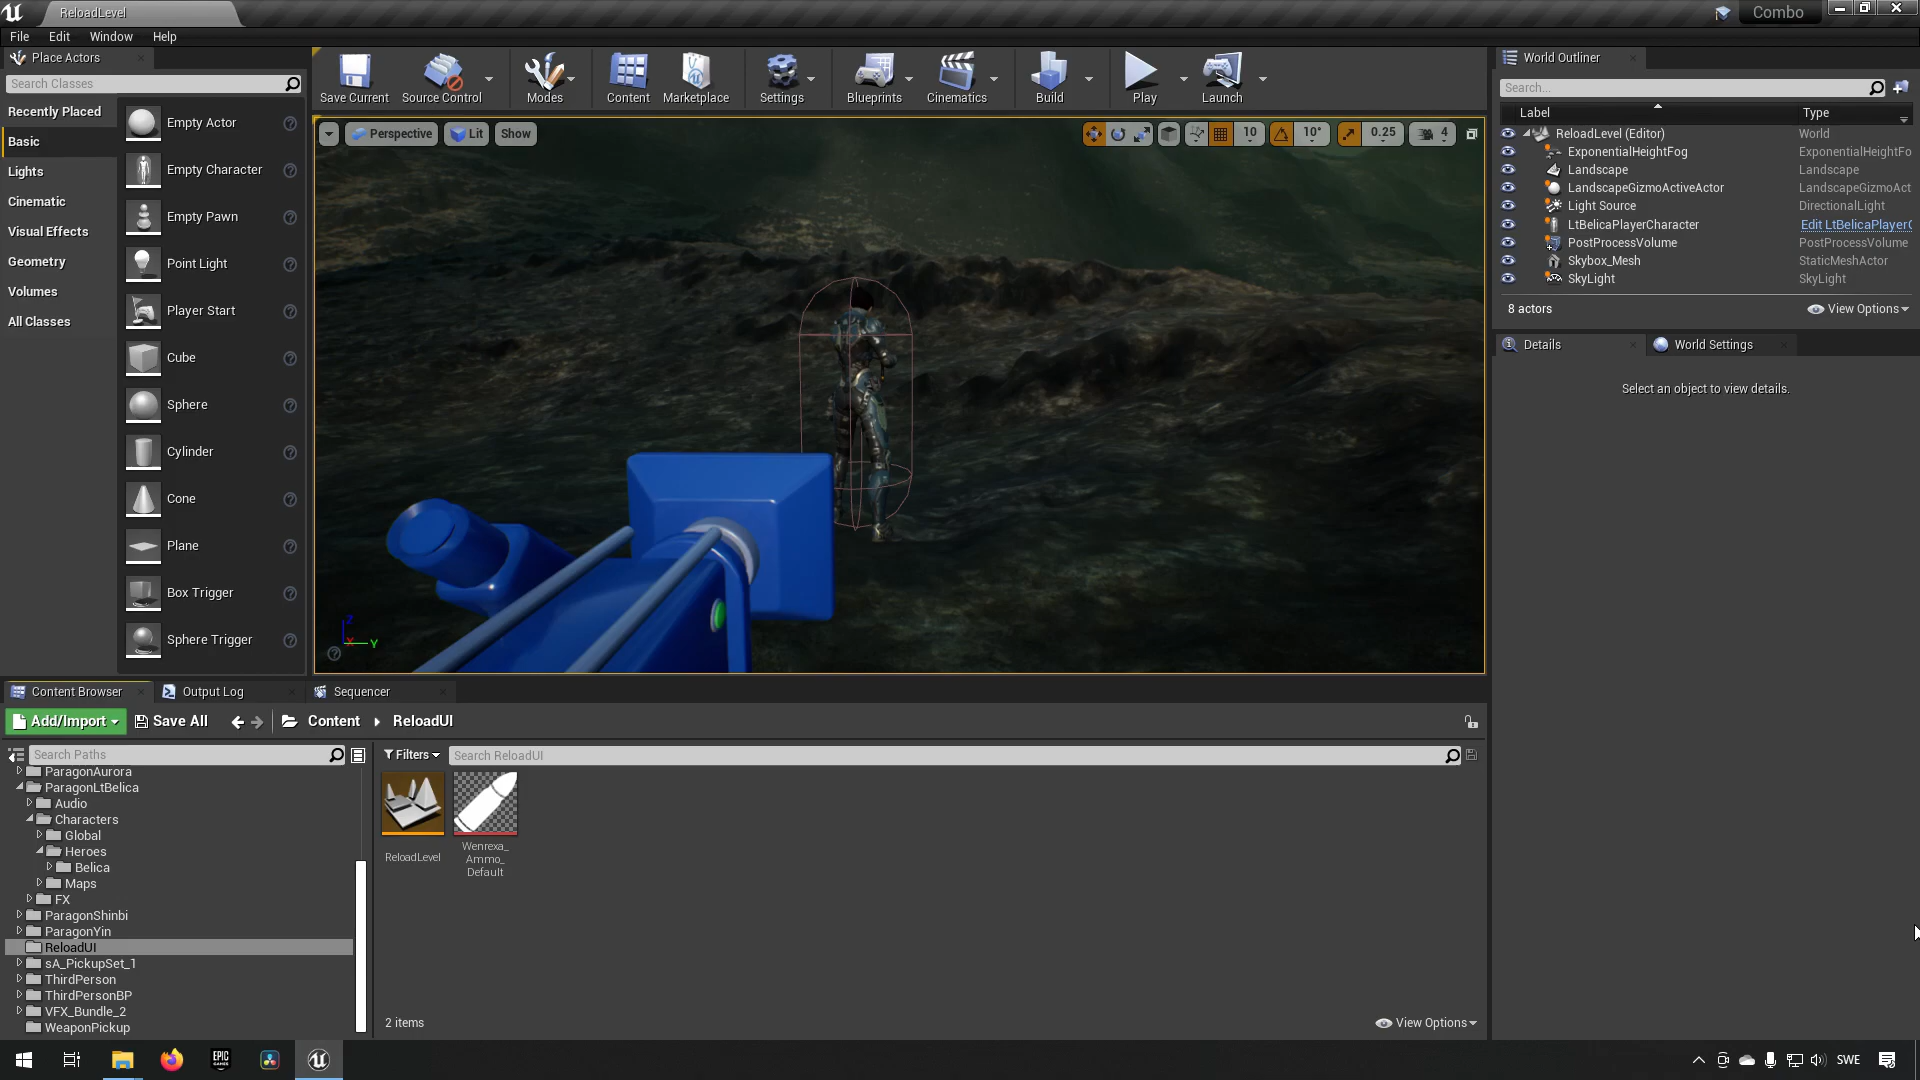 ReloadLevel
Combo
File Edit Window Help
Place Actors
Search Classes
Recently Placed
Basic
Lights
Cinematic
Visual Effects
Geometry
Volumes
All Classes
Empty Actor
Empty Character
Empty Pawn
Point Light
Player Start
Cube
Sphere
Cylinder
Cone
Plane
Box Trigger
Sphere Trigger
Save Current
Source Control
Modes
Content
Marketplace
Settings
Blueprints
Cinematics
Build
Play
Launch
Perspective
Lit
Show
10
10°
0.25
4
Z
X
Y
World Outliner
Search...
Label Type
ReloadLevel (Editor) World
ExponentialHeightFog ExponentialHeightFo
Landscape Landscape
LandscapeGizmoActiveActor LandscapeGizmoAct
Light Source DirectionalLight
LtBelicaPlayerCharacter Edit LtBelicaPlayerC
PostProcessVolume PostProcessVolume
Skybox_Mesh StaticMeshActor
SkyLight SkyLight
8 actors
View Options
Details
World Settings
Select an object to view details.
Content Browser
Output Log
Sequencer
Add/Import
Save All
Content
ReloadUI
Search Paths
Filters
Search ReloadUI
ParagonAurora
ParagonLtBelica
Audio
Characters
Global
Heroes
Belica
Maps
FX
ParagonShinbi
ParagonYin
ReloadUI
sA_PickupSet_1
ThirdPerson
ThirdPersonBP
VFX_Bundle_2
WeaponPickup
ReloadLevel
Wenrexa_
Ammo_
Default
2 items
View Options
EPIC
GAMES
SWE